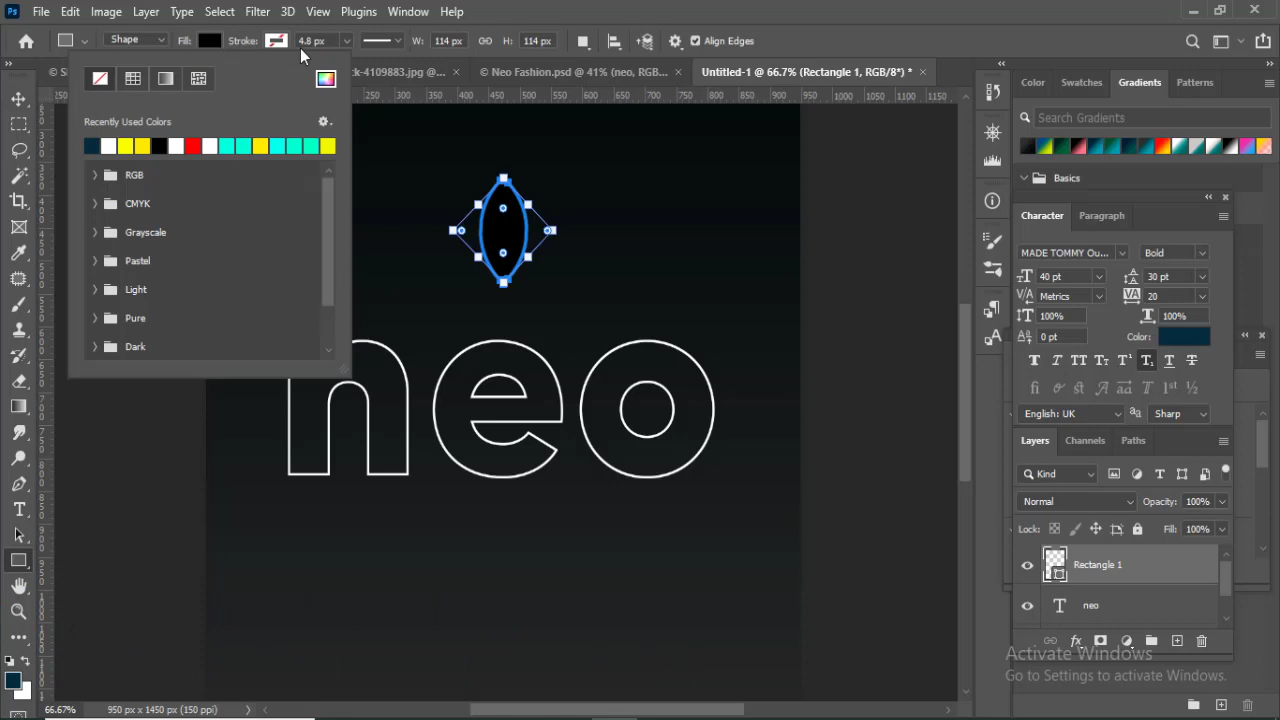 Ps File Edit Image Layer Type Select Filter 3D View Plugins Window Help
Shape Fill: Stroke: 4.8 px W: 114 px H: 114 px Align Edges
ck-4109883.jpg @... × © Neo Fashion.psd @ 41% (neo, RGB... × Untitled-1 @ 66.7% (Rectangle 1, RGB/8*) * ×
250 300 350 400 450 500 550 600 650 700 750 800 850 900 950 1000 1050 1100 1150
Recently Used Colors
RGB
CMYK
Grayscale
Pastel
Light
Pure
Dark
neo
66.67% 950 px x 1450 px (150 ppi)
Color Swatches Gradients Patterns
Search Gradients
Basics
Character Paragraph
MADE TOMMY Ou... Bold
40 pt 30 pt
Metrics 20
100% 100%
0 pt Color:
English: UK Sharp
Layers Channels Paths
Kind
Normal Opacity: 100%
Lock: Fill: 100%
Rectangle 1
neo
Activate Windows
Go to Settings to activate Windows.